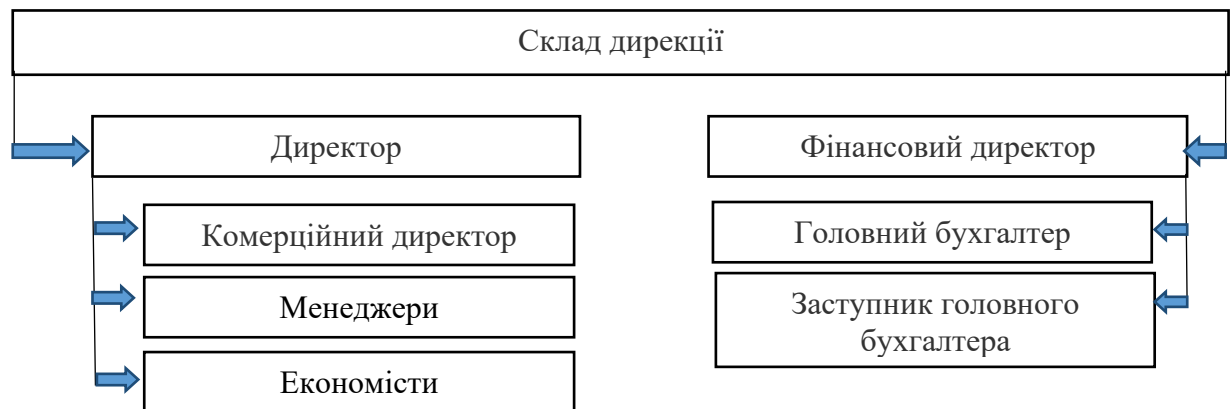 Склад дирекції
Директор
Фінансовий директор
Комерційний директор
Головний бухгалтер
Менеджери
Заступник головного
бухгалтера
Економісти